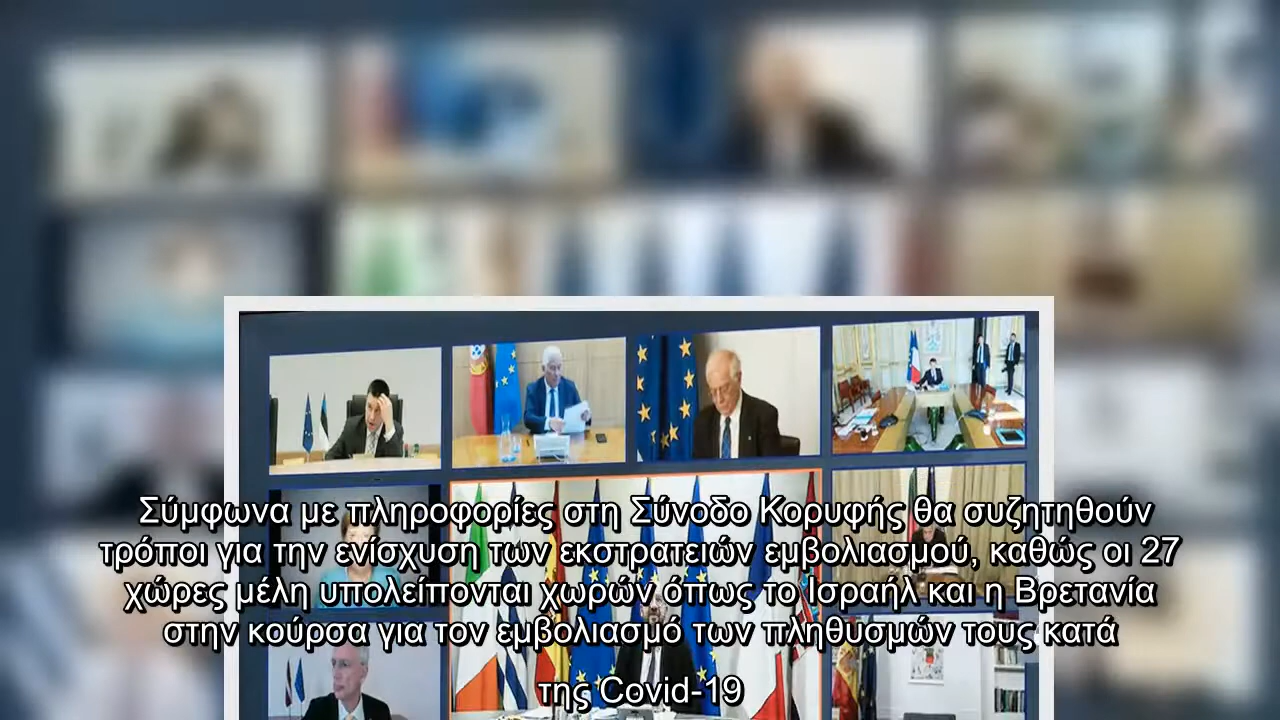 Σύμφωνα με πληροφορίες στη Σύνοδο Κορυφής θα συζητηθούν
τρόποι για την ενίσχυση των εκστρατειών εμβολιασμού, καθώς οι 27
χώρες μέλη υπολείπονται χωρών όπως το Ισραήλ και η Βρετανία
στην κούρσα για τον εμβολιασμό των πληθυσμών τους κατά
της Covid-19